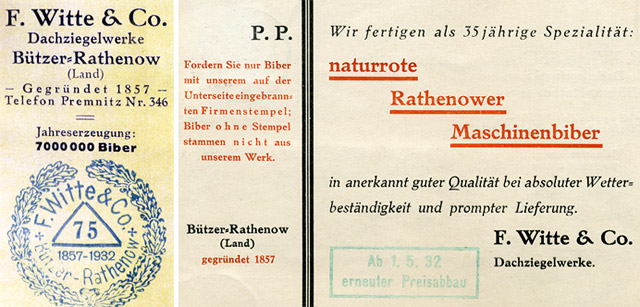 F. Witte & Co.
Dachziegelwerke
Bützer=Rathenow
(Land)
— Gegründet 1857 —
Telefon Premnitz Nr. 346
Jahreserzeugung:
7000000 Biber
F. Witte & Co.
75
1857-1932
Bützer-Rathenow
P. P.
Fordern Sie nur Biber
mit unserem auf der
Unterseite eingebrann=
ten Firmenstempel;
Biber ohne Stempel
stammen nicht aus
unserem Werk.
Bützer=Rathenow
(Land)
gegründet 1857
Wir fertigen als 35jährige Spezialität:
naturrote
Rathenower
Maschinenbiber
in anerkannt guter Qualität bei absoluter Wetter=
beständigkeit und prompter Lieferung.
F. Witte & Co.
Dachziegelwerke.
Ab 1. 5. 32
erneuter Preisabbau